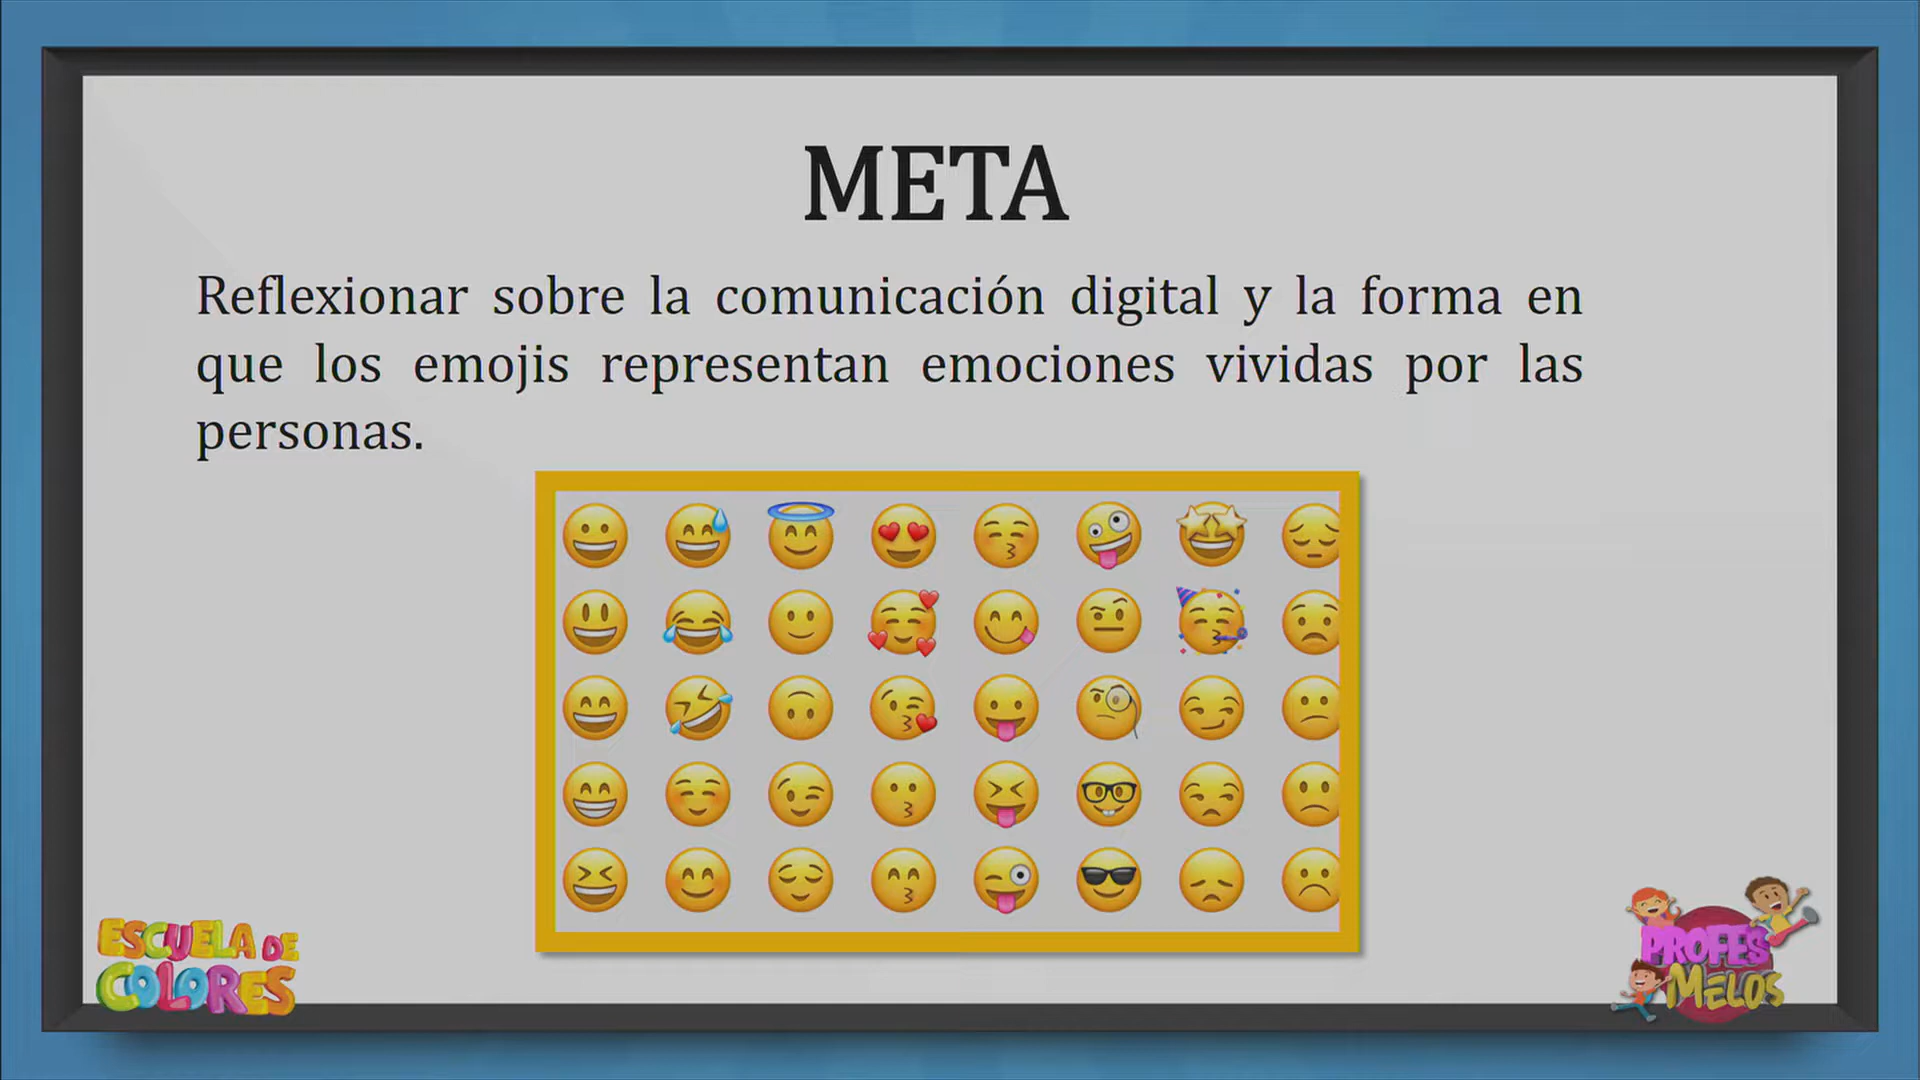 META
Reflexionar sobre la comunicación digital y la forma en
que los emojis representan emociones vividas por las
personas.
ESCUELA DE
COLORES
PROFES
MELOS